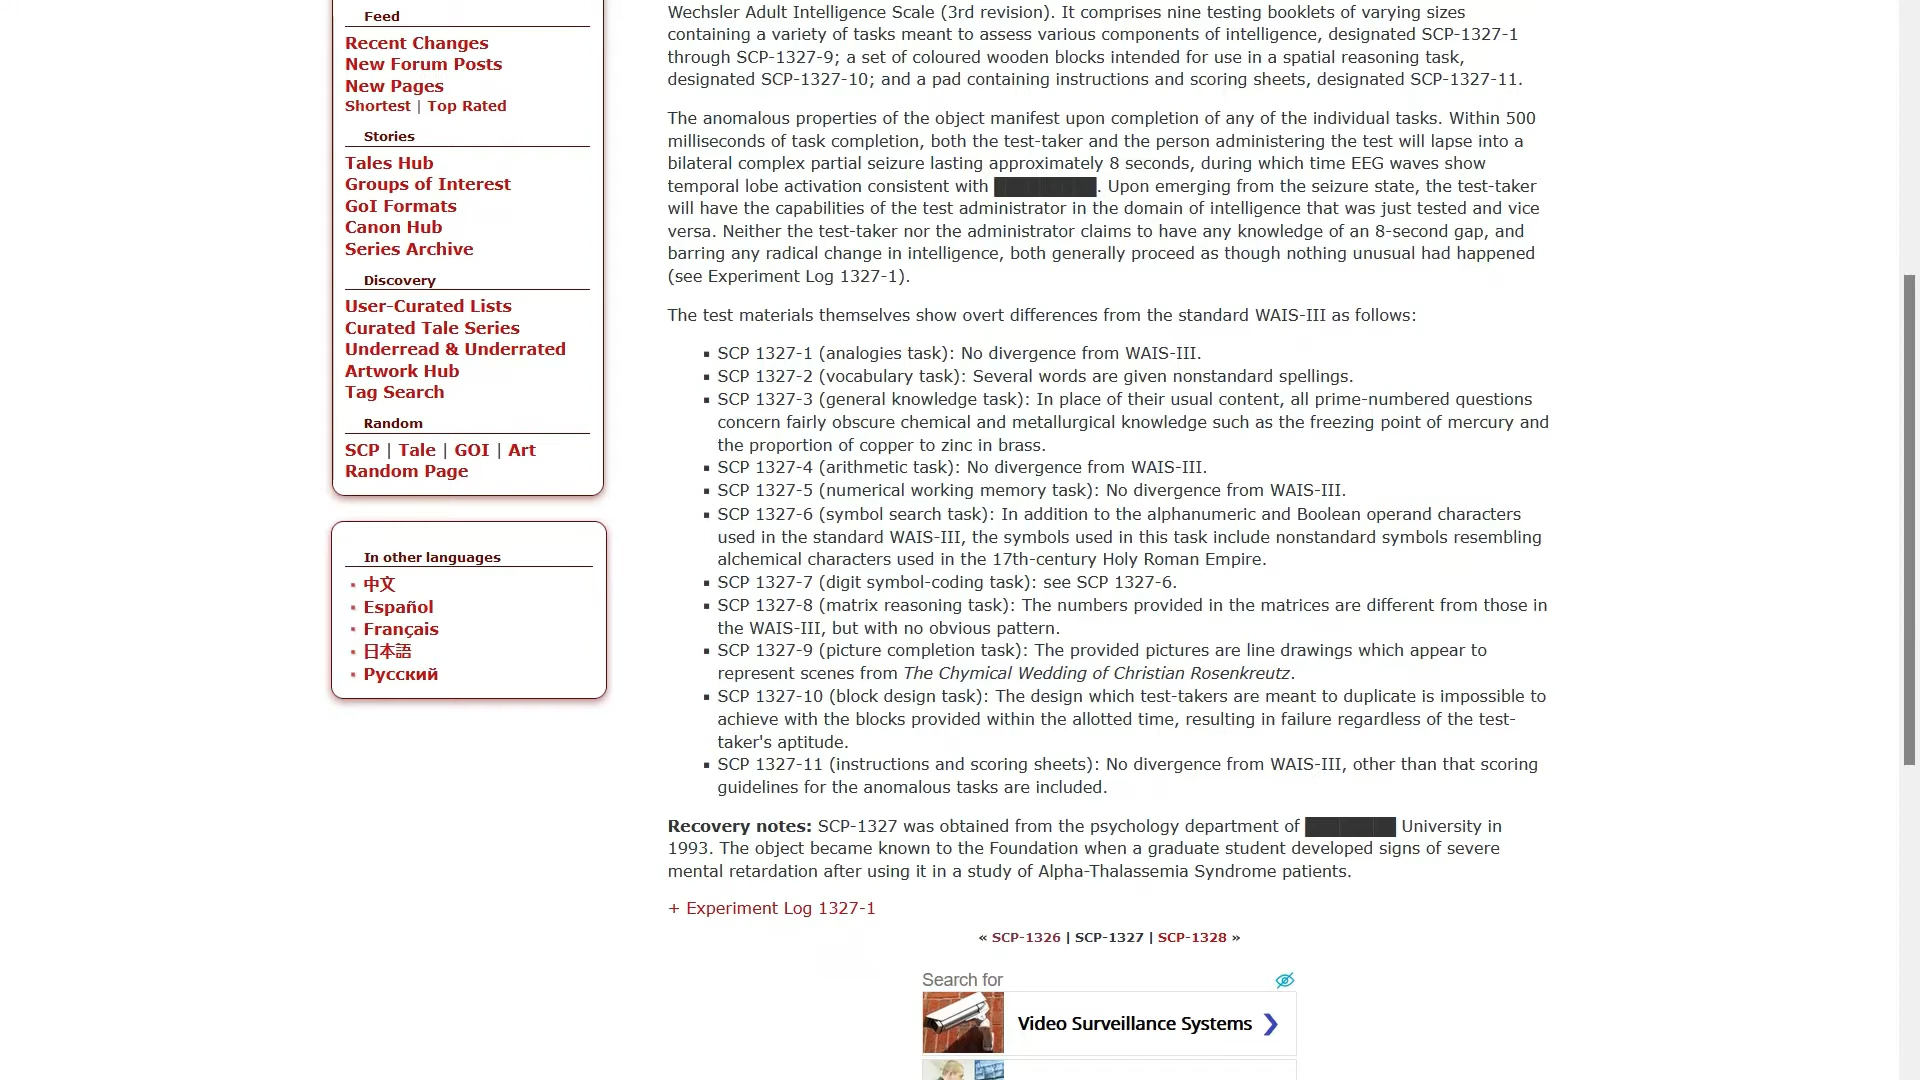 Feed
Recent Changes
New Forum Posts
New Pages
Shortest | Top Rated
Stories
Tales Hub
Groups of Interest
GoI Formats
Canon Hub
Series Archive
Discovery
User-Curated Lists
Curated Tale Series
Underread & Underrated
Artwork Hub
Tag Search
Random
SCP | Tale | GOI | Art
Random Page
In other languages
中文
Español
Français
日本語
Русский
Wechsler Adult Intelligence Scale (3rd revision). It comprises nine testing booklets of varying sizes
containing a variety of tasks meant to assess various components of intelligence, designated SCP-1327-1
through SCP-1327-9; a set of coloured wooden blocks intended for use in a spatial reasoning task,
designated SCP-1327-10; and a pad containing instructions and scoring sheets, designated SCP-1327-11.
The anomalous properties of the object manifest upon completion of any of the individual tasks. Within 500
milliseconds of task completion, both the test-taker and the person administering the test will lapse into a
bilateral complex partial seizure lasting approximately 8 seconds, during which time EEG waves show
temporal lobe activation consistent with █████████. Upon emerging from the seizure state, the test-taker
will have the capabilities of the test administrator in the domain of intelligence that was just tested and vice
versa. Neither the test-taker nor the administrator claims to have any knowledge of an 8-second gap, and
barring any radical change in intelligence, both generally proceed as though nothing unusual had happened
(see Experiment Log 1327-1).
The test materials themselves show overt differences from the standard WAIS-III as follows:
▪ SCP 1327-1 (analogies task): No divergence from WAIS-III.
▪ SCP 1327-2 (vocabulary task): Several words are given nonstandard spellings.
▪ SCP 1327-3 (general knowledge task): In place of their usual content, all prime-numbered questions
concern fairly obscure chemical and metallurgical knowledge such as the freezing point of mercury and
the proportion of copper to zinc in brass.
▪ SCP 1327-4 (arithmetic task): No divergence from WAIS-III.
▪ SCP 1327-5 (numerical working memory task): No divergence from WAIS-III.
▪ SCP 1327-6 (symbol search task): In addition to the alphanumeric and Boolean operand characters
used in the standard WAIS-III, the symbols used in this task include nonstandard symbols resembling
alchemical characters used in the 17th-century Holy Roman Empire.
▪ SCP 1327-7 (digit symbol-coding task): see SCP 1327-6.
▪ SCP 1327-8 (matrix reasoning task): The numbers provided in the matrices are different from those in
the WAIS-III, but with no obvious pattern.
▪ SCP 1327-9 (picture completion task): The provided pictures are line drawings which appear to
represent scenes from The Chymical Wedding of Christian Rosenkreutz.
▪ SCP 1327-10 (block design task): The design which test-takers are meant to duplicate is impossible to
achieve with the blocks provided within the allotted time, resulting in failure regardless of the test-
taker's aptitude.
▪ SCP 1327-11 (instructions and scoring sheets): No divergence from WAIS-III, other than that scoring
guidelines for the anomalous tasks are included.
Recovery notes: SCP-1327 was obtained from the psychology department of ████████ University in
1993. The object became known to the Foundation when a graduate student developed signs of severe
mental retardation after using it in a study of Alpha-Thalassemia Syndrome patients.
+ Experiment Log 1327-1
« SCP-1326 | SCP-1327 | SCP-1328 »
Search for
Video Surveillance Systems